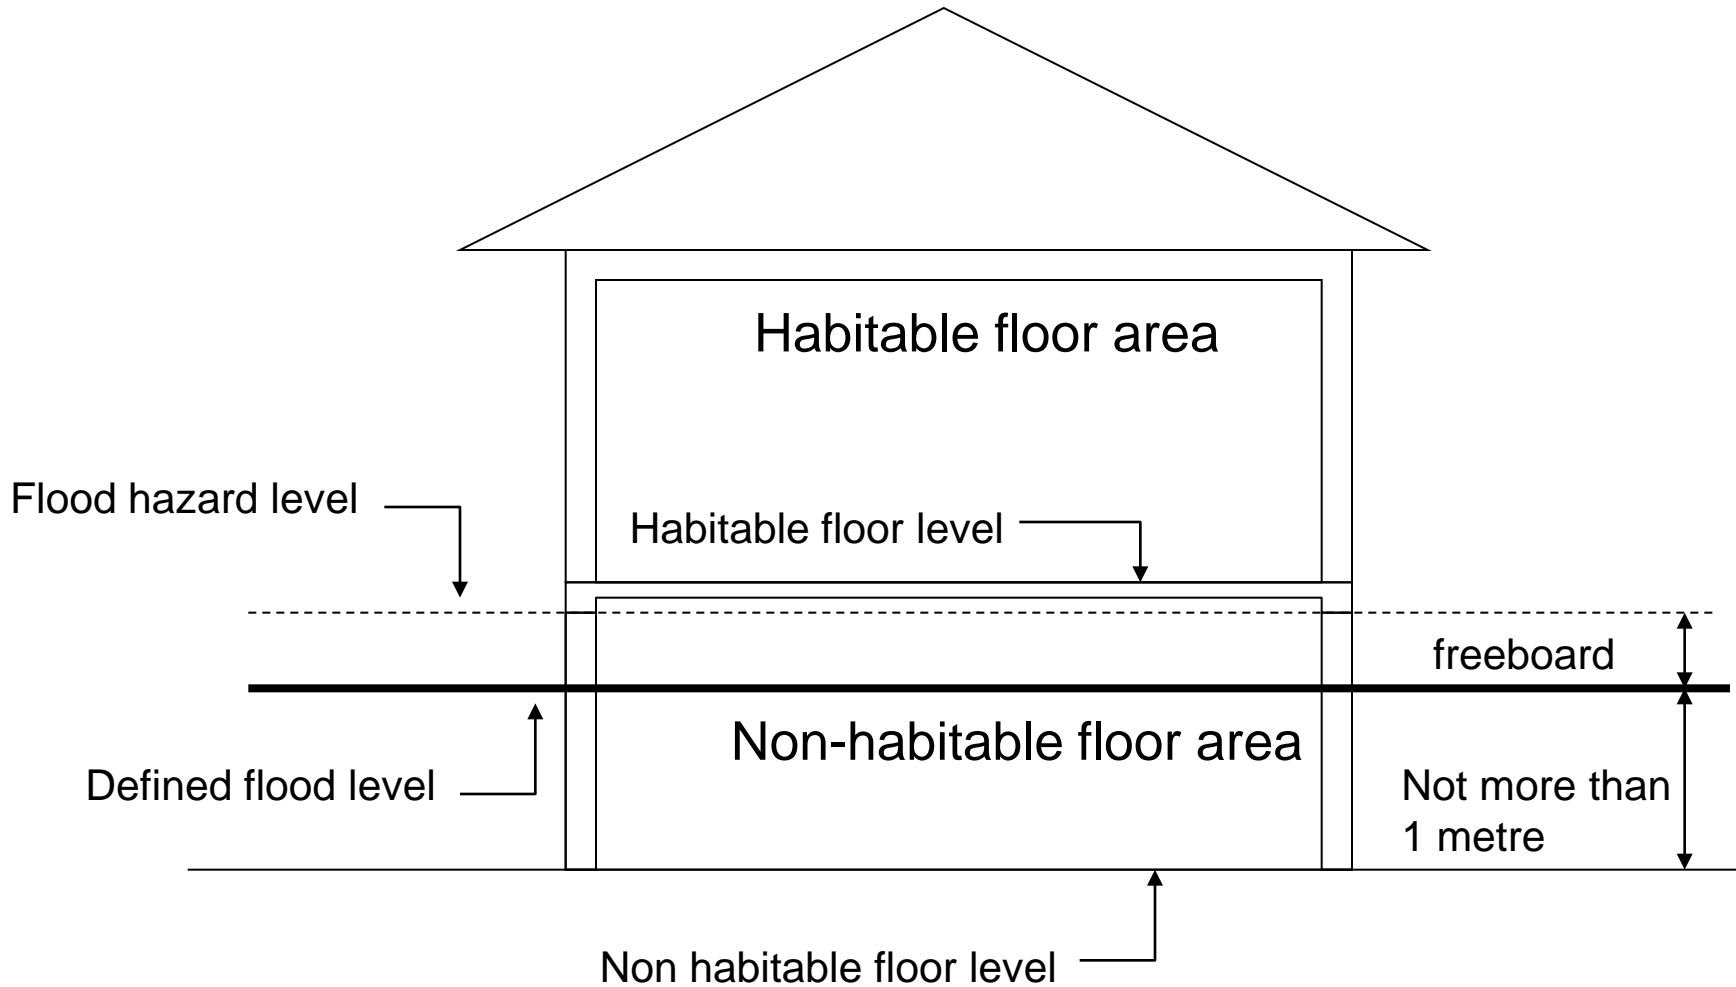 Habitable floor area
Flood hazard level
Habitable floor level
freeboard
Non-habitable floor area
Defined flood level
Not more than
1 metre
Non habitable floor level